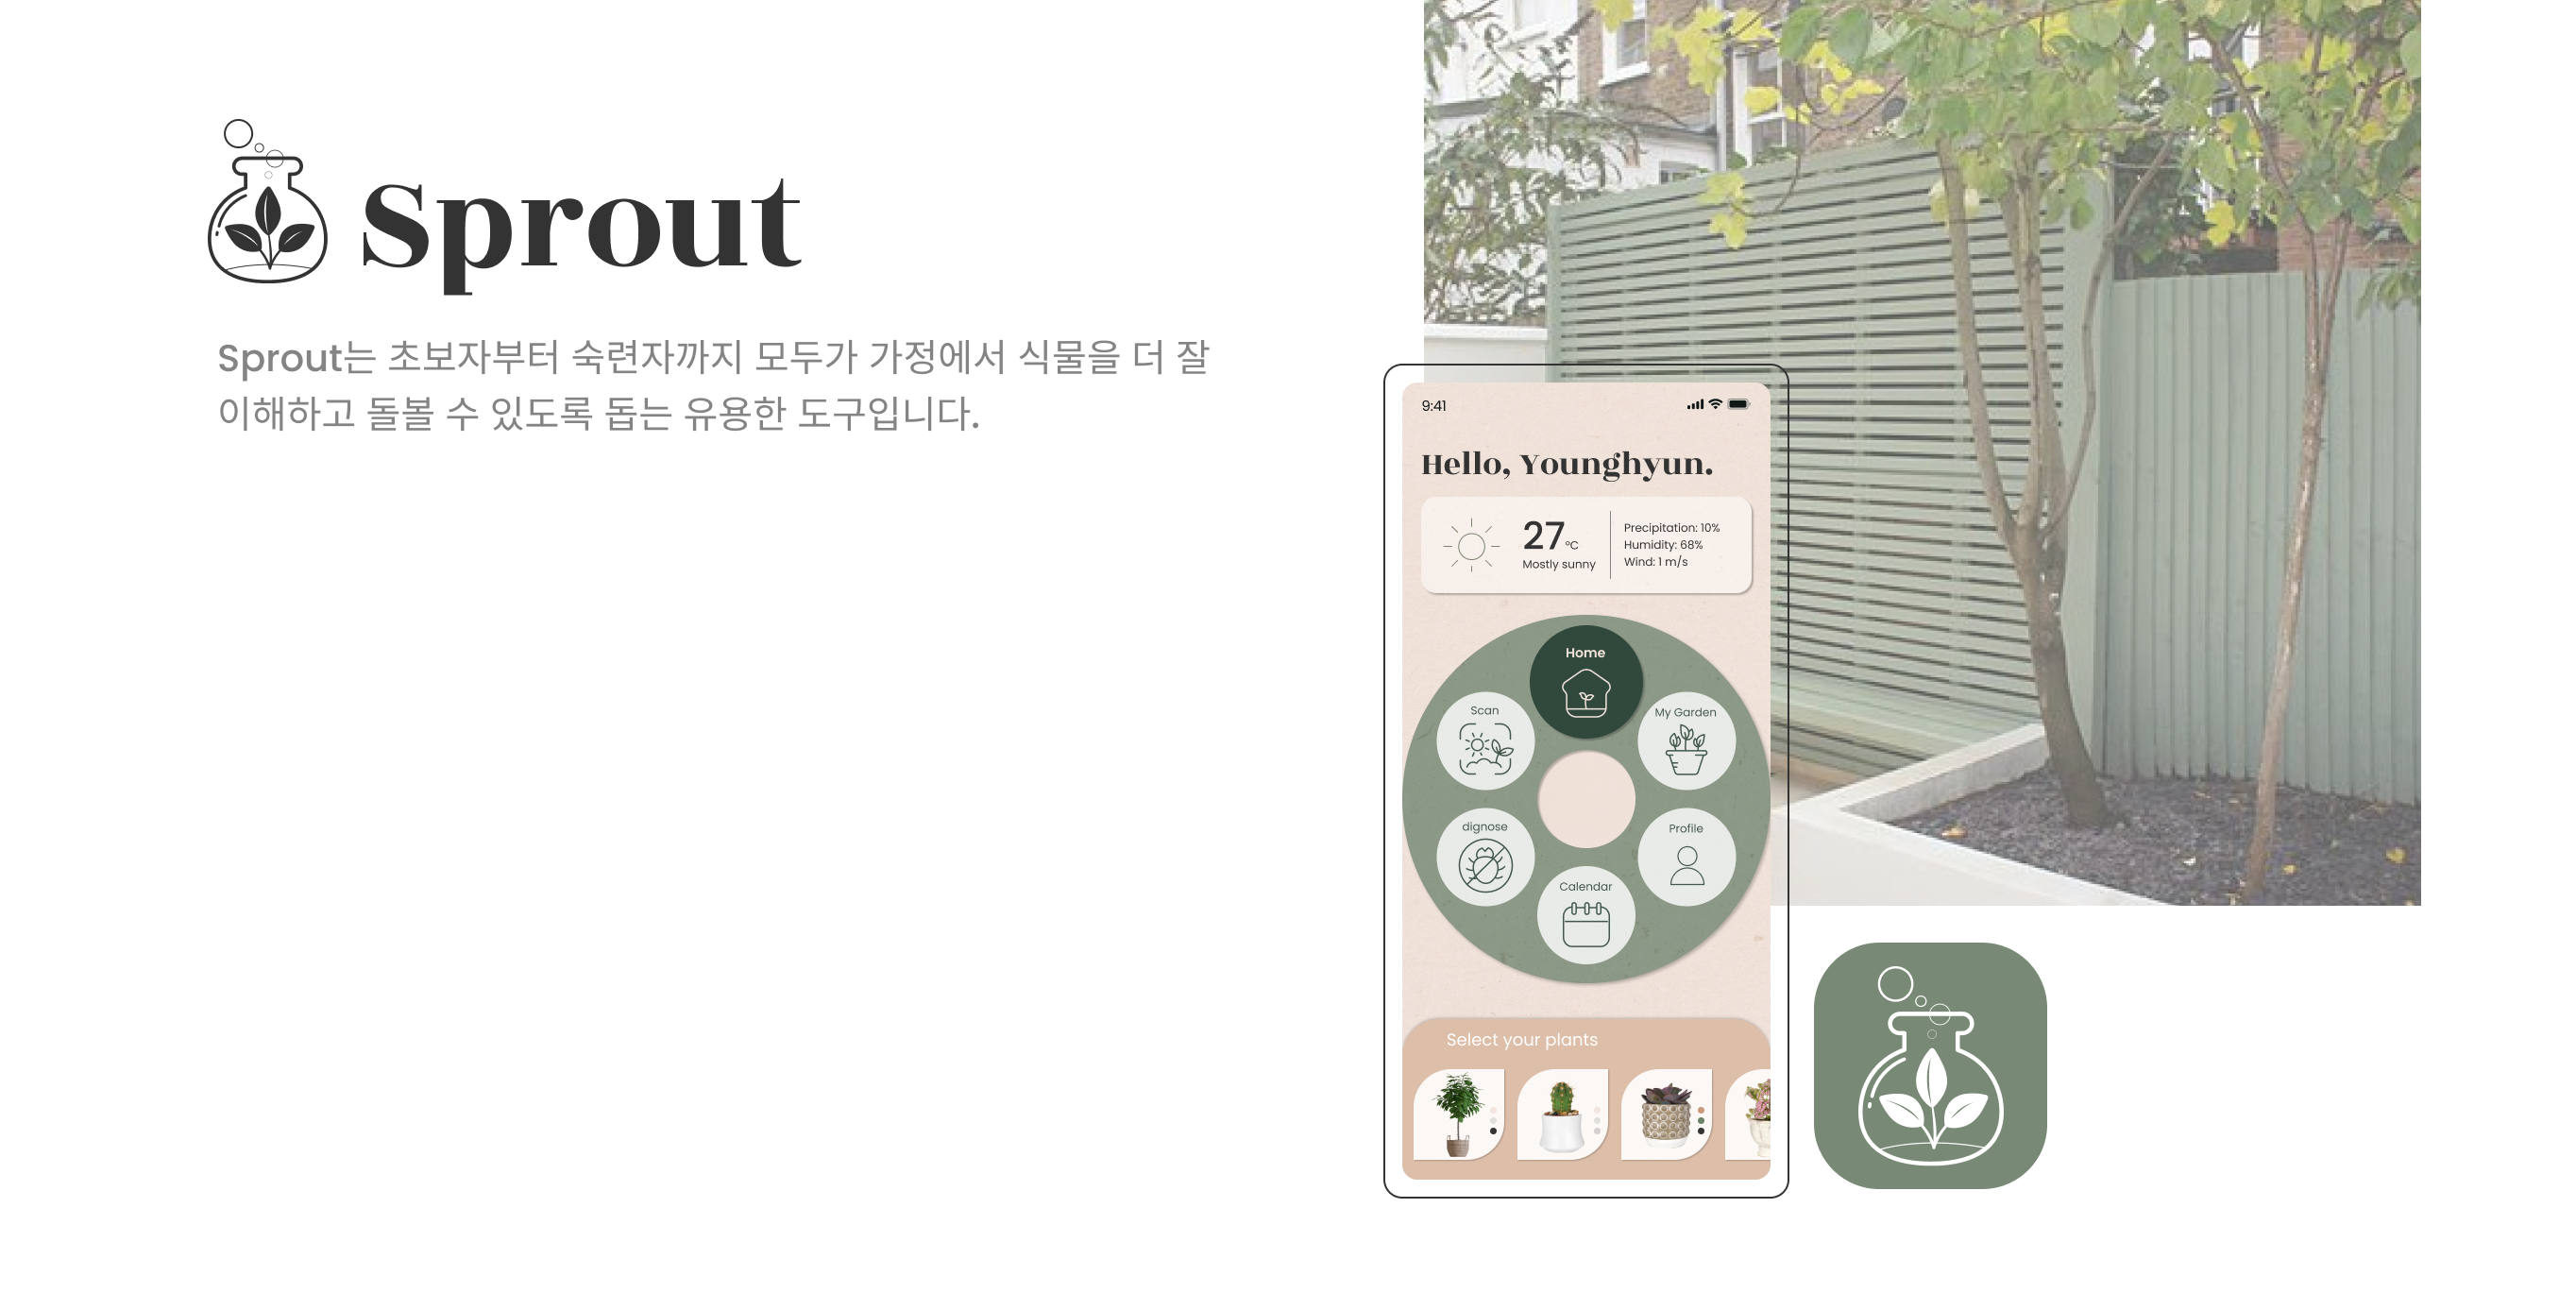 Sprout
Sprout는 초보자부터 숙련자까지 모두가 가정에서 식물을 더 잘
이해하고 돌볼 수 있도록 돕는 유용한 도구입니다.
9:41
Hello, Younghyun.
27°C
Mostly sunny
Precipitation: 10%
Humidity: 68%
Wind: 1 m/s
Home
Scan
My Garden
dignose
Profile
Calendar
Select your plants